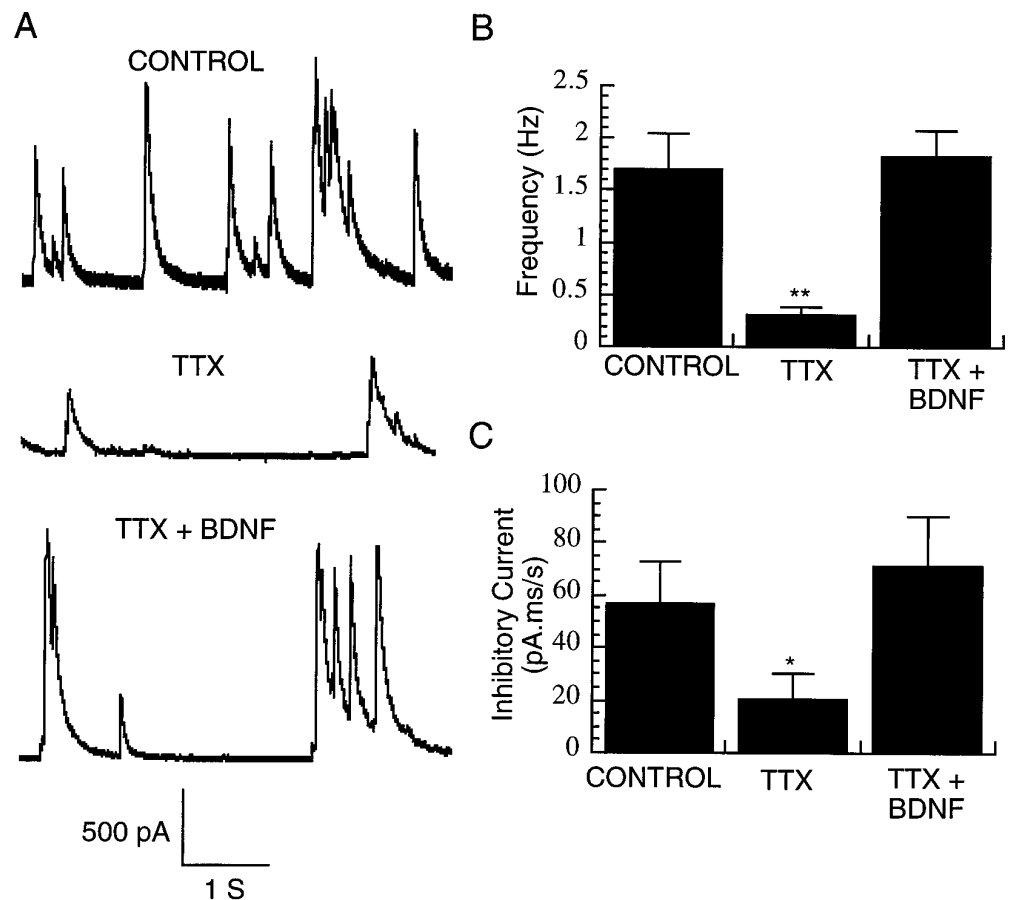 A
CONTROL
TTX
TTX + BDNF
500 pA
1 S
B
Frequency (Hz)
2.5
2
1.5
1
0.5
0
**
CONTROL
TTX
TTX +
BDNF
C
Inhibitory Current
(pA.ms/s)
100
80
60
40
20
0
*
CONTROL
TTX
TTX +
BDNF